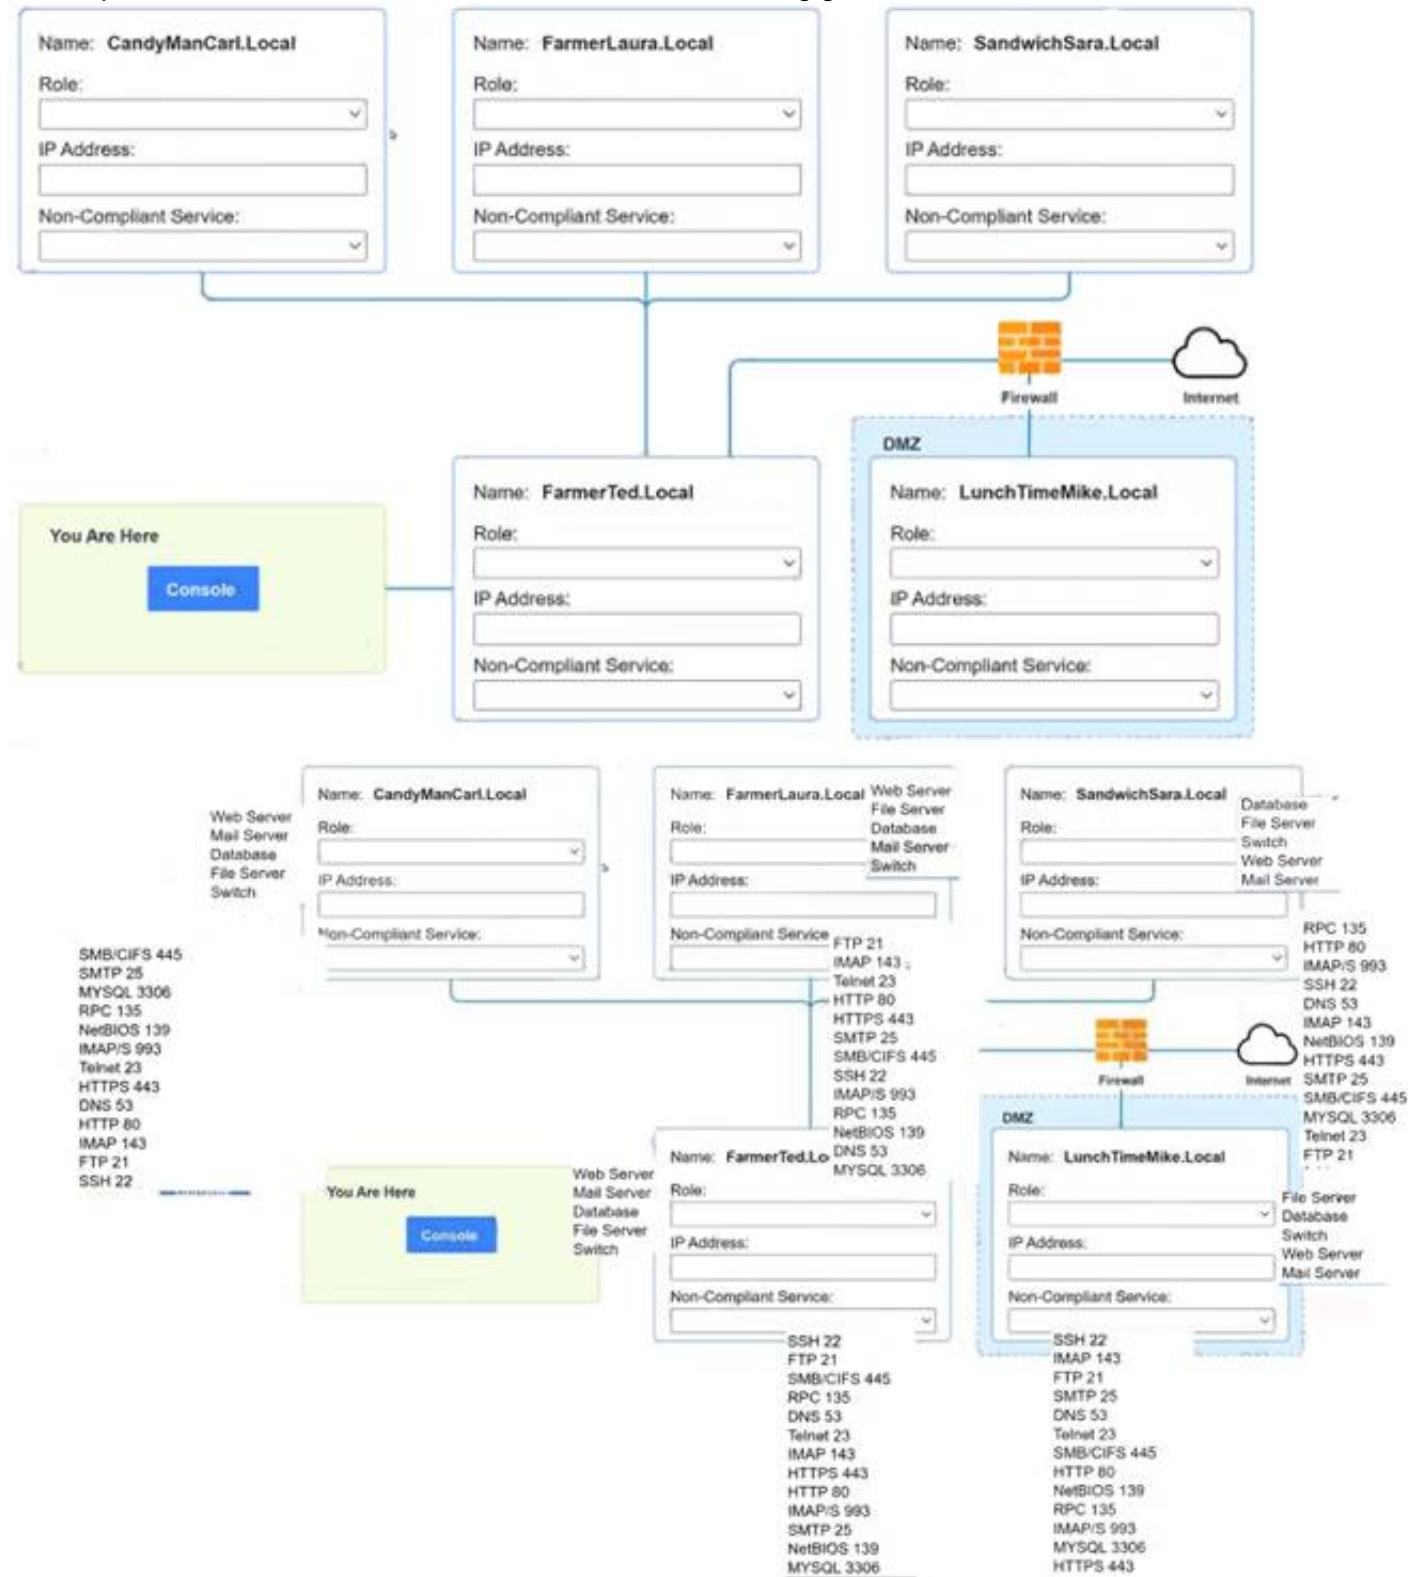 Name: CandyManCarl.Local
Role:
IP Address:
Non-Compliant Service:
Name: FarmerLaura.Local
Role:
IP Address:
Non-Compliant Service:
Name: SandwichSara.Local
Role:
IP Address:
Non-Compliant Service:
Firewall
Internet
You Are Here
Console
Name: FarmerTed.Local
Role:
IP Address:
Non-Compliant Service:
DMZ
Name: LunchTimeMike.Local
Role:
IP Address:
Non-Compliant Service:
Web Server
Mail Server
Database
File Server
Switch
Name: CandyManCarl.Local
Role:
IP Address:
Non-Compliant Service:
SMB/CIFS 445
SMTP 25
MYSQL 3306
RPC 135
NetBIOS 139
IMAP/S 993
Telnet 23
HTTPS 443
DNS 53
HTTP 80
IMAP 143
FTP 21
SSH 22
Name: FarmerLaura.Local
Role:
IP Address:
Non-Compliant Service
Web Server
File Server
Database
Mail Server
Switch
FTP 21
IMAP 143
Telnet 23
HTTP 80
HTTPS 443
SMTP 25
SMB/CIFS 445
SSH 22
IMAP/S 993
RPC 135
NetBIOS 139
DNS 53
MYSQL 3306
Name: SandwichSara.Local
Role:
IP Address:
Non-Compliant Service:
Database
File Server
Switch
Web Server
Mail Server
RPC 135
HTTP 80
IMAP/S 993
SSH 22
DNS 53
IMAP 143
NetBIOS 139
HTTPS 443
SMTP 25
SMB/CIFS 445
MYSQL 3306
Telnet 23
FTP 21
Firewall
Internet
You Are Here
Console
Web Server
Mail Server
Database
File Server
Switch
Name: FarmerTed.Lo
Role:
IP Address:
Non-Compliant Service:
SSH 22
FTP 21
SMB/CIFS 445
RPC 135
DNS 53
Telnet 23
IMAP 143
HTTPS 443
HTTP 80
IMAP/S 993
SMTP 25
NetBIOS 139
MYSQL 3306
DMZ
Name: LunchTimeMike.Local
Role:
IP Address:
Non-Compliant Service:
File Server
Database
Switch
Web Server
Mail Server
SSH 22
IMAP 143
FTP 21
SMTP 25
DNS 53
Telnet 23
SMB/CIFS 445
HTTP 80
NetBIOS 139
RPC 135
IMAP/S 993
MYSQL 3306
HTTPS 443